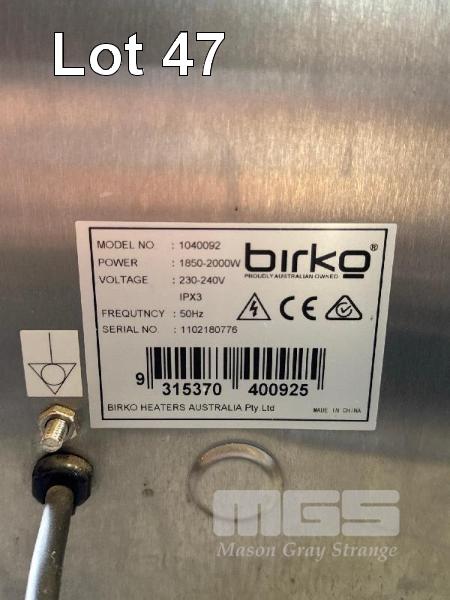 Lot 47
MODEL NO. : 1040092
POWER : 1850-2000W
VOLTAGE : 230-240V
IPX3
FREQUTNCY : 50Hz
SERIAL NO. : 1102180776
birko®
PROUDLY AUSTRALIAN OWNED
CE
9 315370 400925
BIRKO HEATERS AUSTRALIA Pty.Ltd
MADE IN CHINA
MGS
Mason Gray Strange